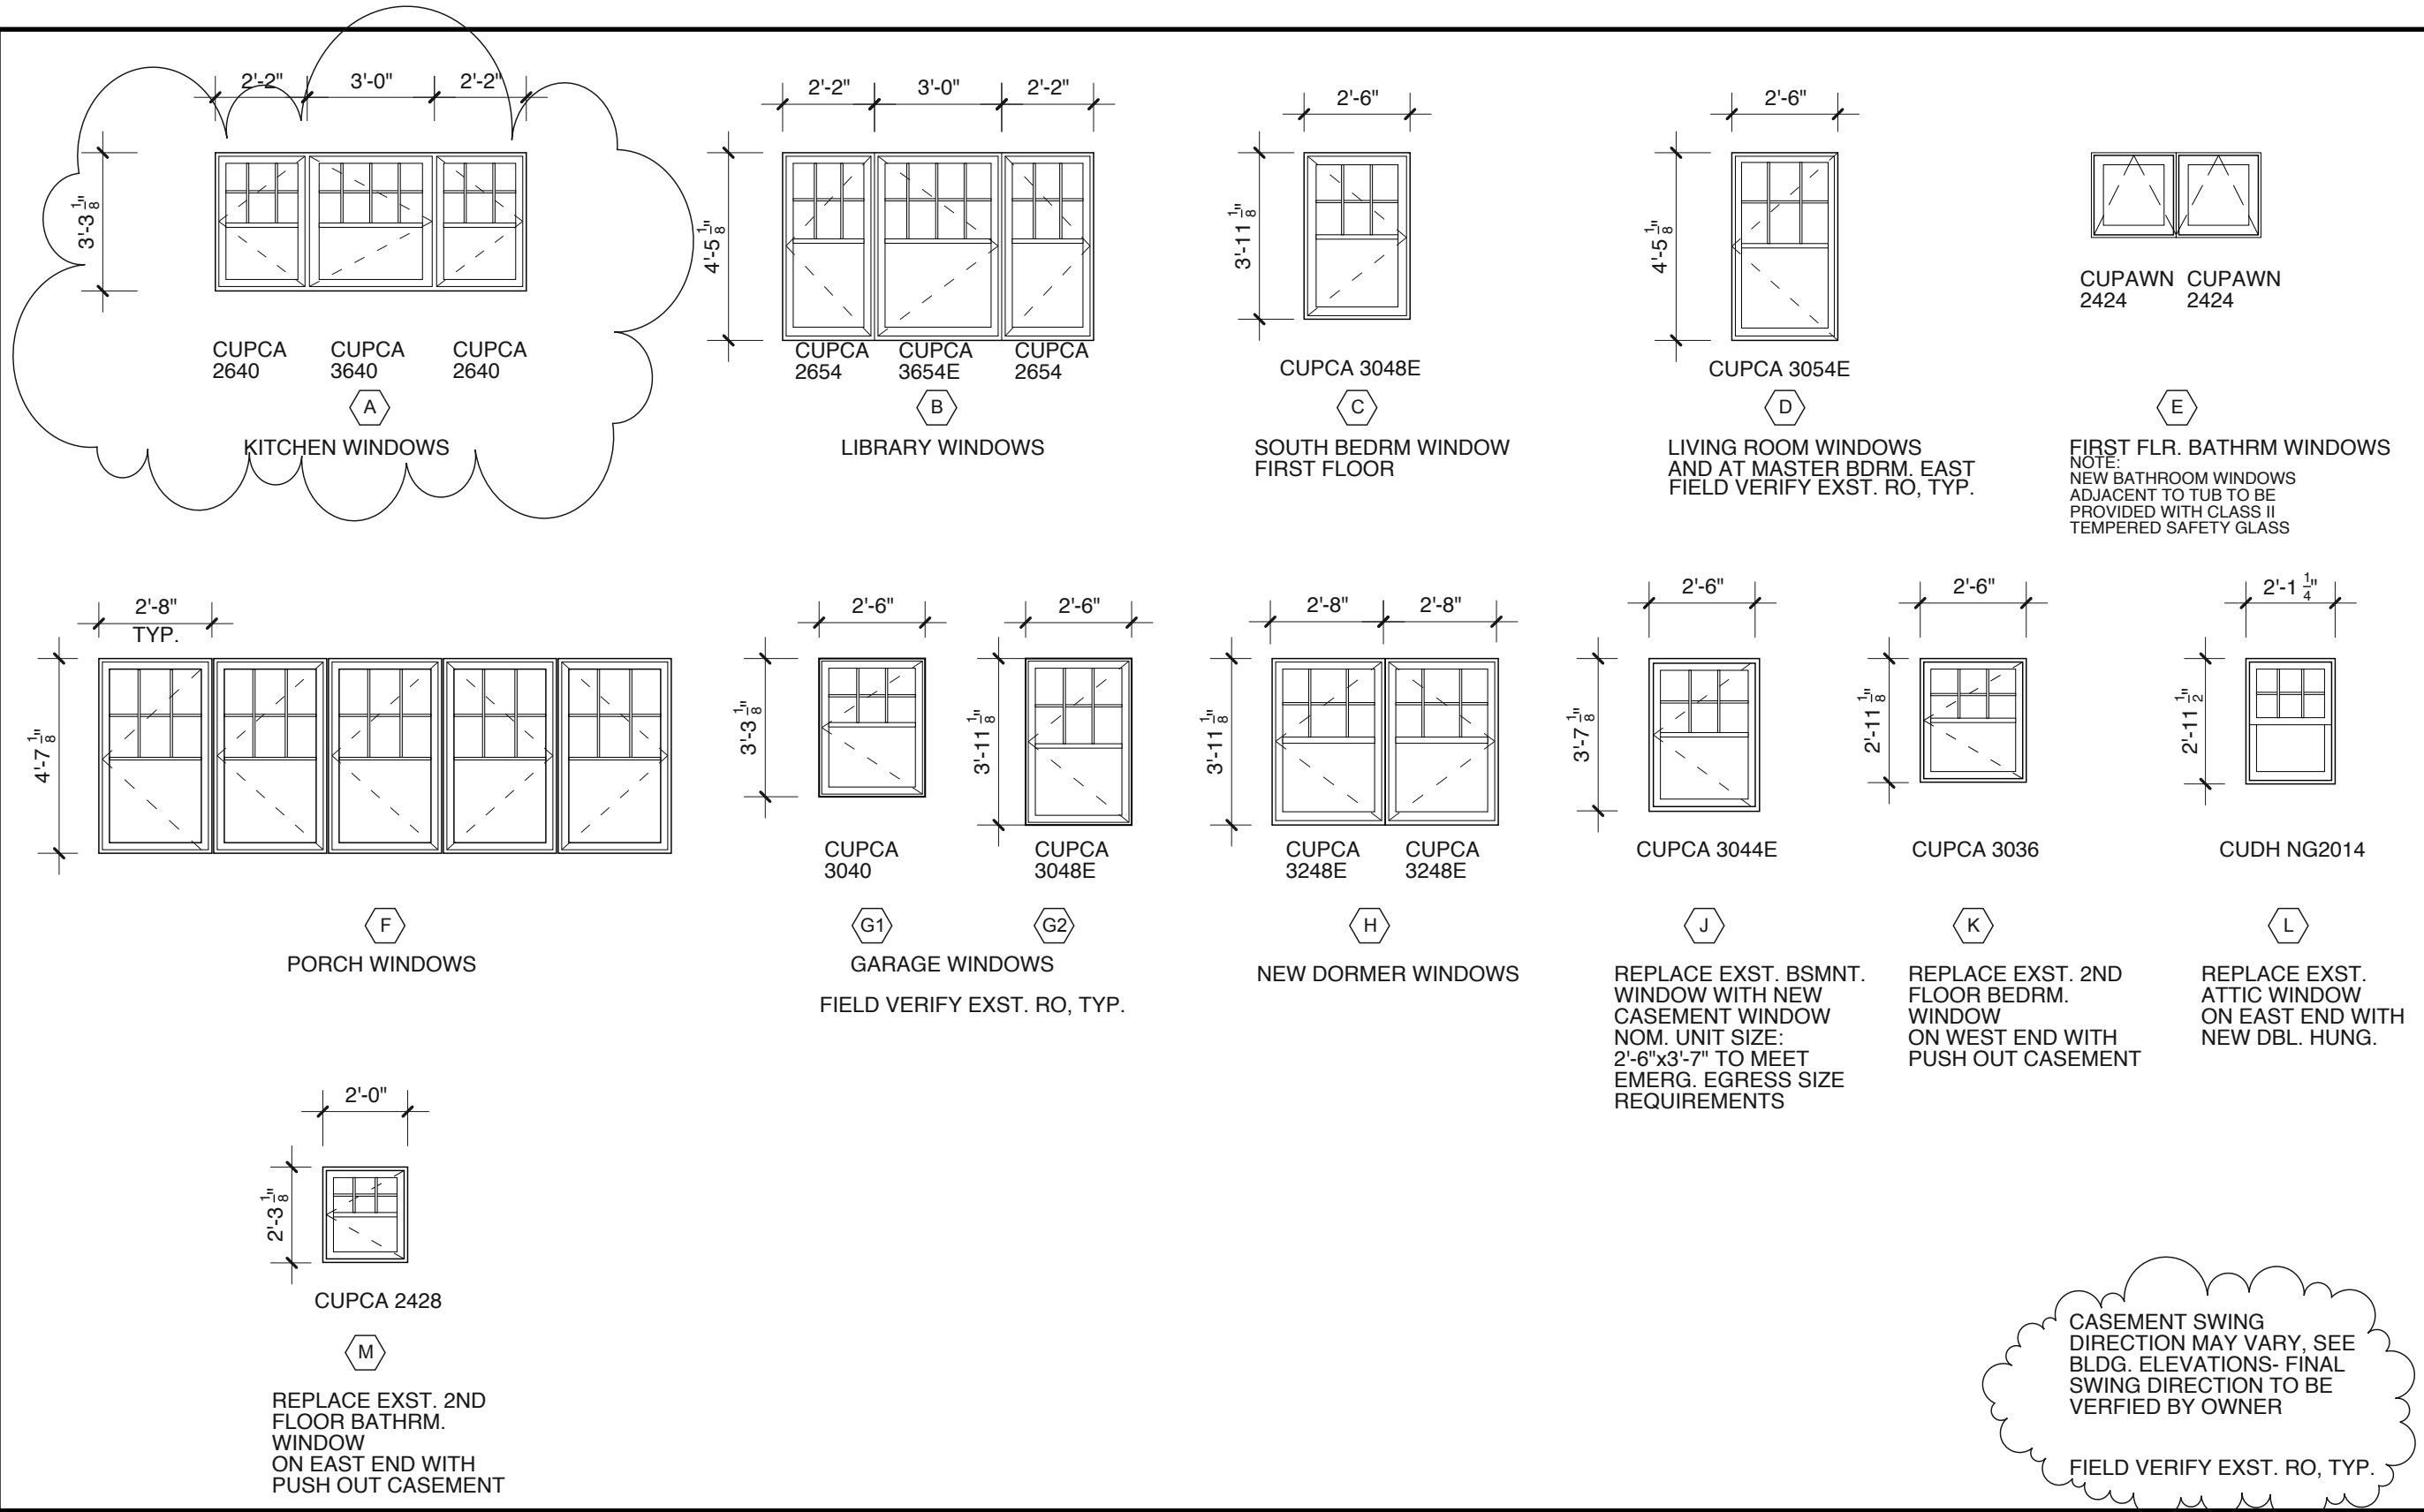 2'-2" 3'-0" 2'-2"
3'-3 1/8"
CUPCA CUPCA CUPCA
2640 3640 2640
A
KITCHEN WINDOWS
2'-2" 3'-0" 2'-2"
4'-5 1/8"
CUPCA CUPCA CUPCA
2654 3654E 2654
B
LIBRARY WINDOWS
2'-6"
3'-11 1/8"
CUPCA 3048E
C
SOUTH BEDRM WINDOW
FIRST FLOOR
2'-6"
4'-5 1/8"
CUPCA 3054E
D
LIVING ROOM WINDOWS
AND AT MASTER BDRM. EAST
FIELD VERIFY EXST. RO, TYP.
CUPAWN CUPAWN
2424 2424
E
FIRST FLR. BATHRM WINDOWS
NOTE:
NEW BATHROOM WINDOWS
ADJACENT TO TUB TO BE
PROVIDED WITH CLASS II
TEMPERED SAFETY GLASS
2'-8"
TYP.
4'-7 1/8"
F
PORCH WINDOWS
2'-6"
3'-3 1/8"
CUPCA
3040
G1
2'-6"
3'-11 1/8"
CUPCA
3048E
G2
GARAGE WINDOWS
FIELD VERIFY EXST. RO, TYP.
2'-8" 2'-8"
3'-11 1/8"
CUPCA CUPCA
3248E 3248E
H
NEW DORMER WINDOWS
2'-6"
3'-7 1/8"
CUPCA 3044E
J
REPLACE EXST. BSMNT.
WINDOW WITH NEW
CASEMENT WINDOW
NOM. UNIT SIZE:
2'-6"x3'-7" TO MEET
EMERG. EGRESS SIZE
REQUIREMENTS
2'-6"
2'-11 1/8"
CUPCA 3036
K
REPLACE EXST. 2ND
FLOOR BEDRM.
WINDOW
ON WEST END WITH
PUSH OUT CASEMENT
2'-1 1/4"
2'-11 1/2"
CUDH NG2014
L
REPLACE EXST.
ATTIC WINDOW
ON EAST END WITH
NEW DBL. HUNG.
2'-0"
2'-3 1/8"
CUPCA 2428
M
REPLACE EXST. 2ND
FLOOR BATHRM.
WINDOW
ON EAST END WITH
PUSH OUT CASEMENT
CASEMENT SWING
DIRECTION MAY VARY, SEE
BLDG. ELEVATIONS- FINAL
SWING DIRECTION TO BE
VERFIED BY OWNER
FIELD VERIFY EXST. RO, TYP.